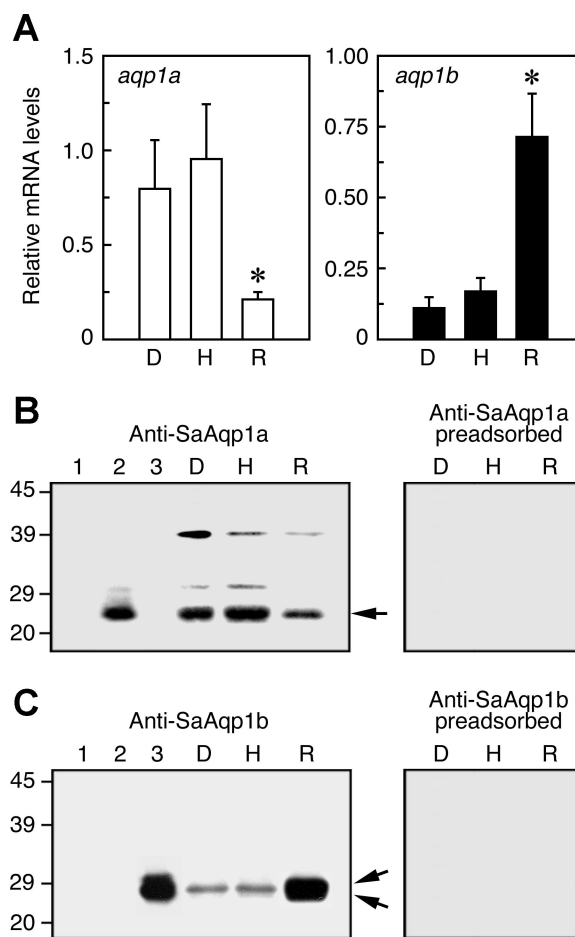 A
aqp1a
aqp1b
Relative mRNA levels
1.5
1.0
0.5
0
*
D H R
1.00
0.75
0.50
0.25
0
*
D H R
B
Anti-SaAqp1a
1 2 3 D H R
45
39
29
20
Anti-SaAqp1a
preadsorbed
D H R
C
Anti-SaAqp1b
1 2 3 D H R
45
39
29
20
Anti-SaAqp1b
preadsorbed
D H R